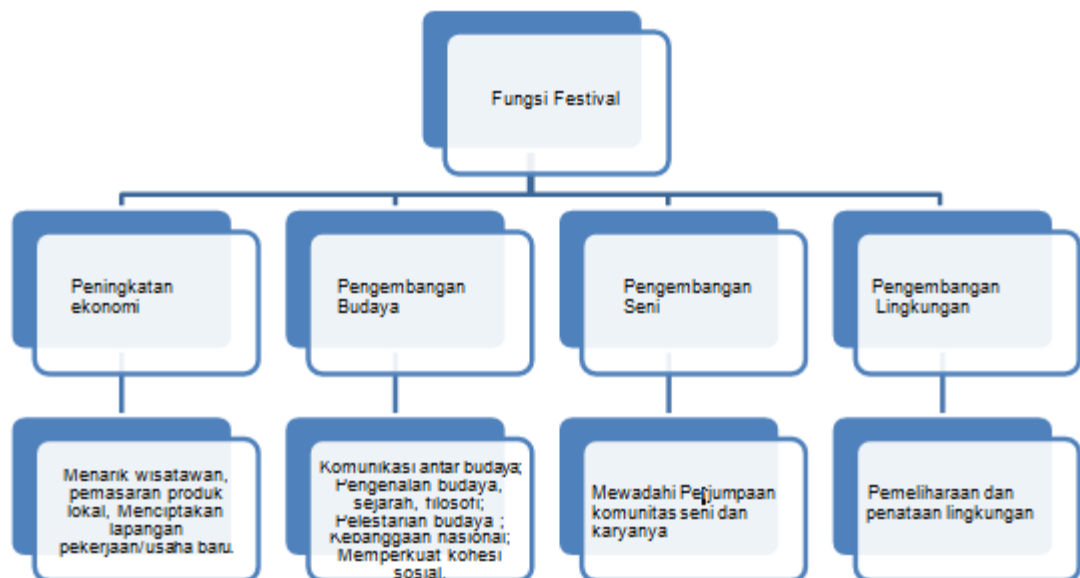 Fungsi Festival
Peningkatan
ekonomi
Pengembangan
Budaya
Pengembangan
Seni
Pengembangan
Lingkungan
Menarik wisatawan,
pemasaran produk
lokal, Menciptakan
lapangan
pekerjaan/usaha baru.
Komunikasi antar budaya;
Pengenalan budaya,
sejarah, filosofi;
Pelestarian budaya ;
Kebanggaan nasional;
Memperkuat kohesi
sosial.
Mewadahi Perjumpaan
komunitas seni dan
karyanya
Pemeliharaan dan
penataan lingkungan